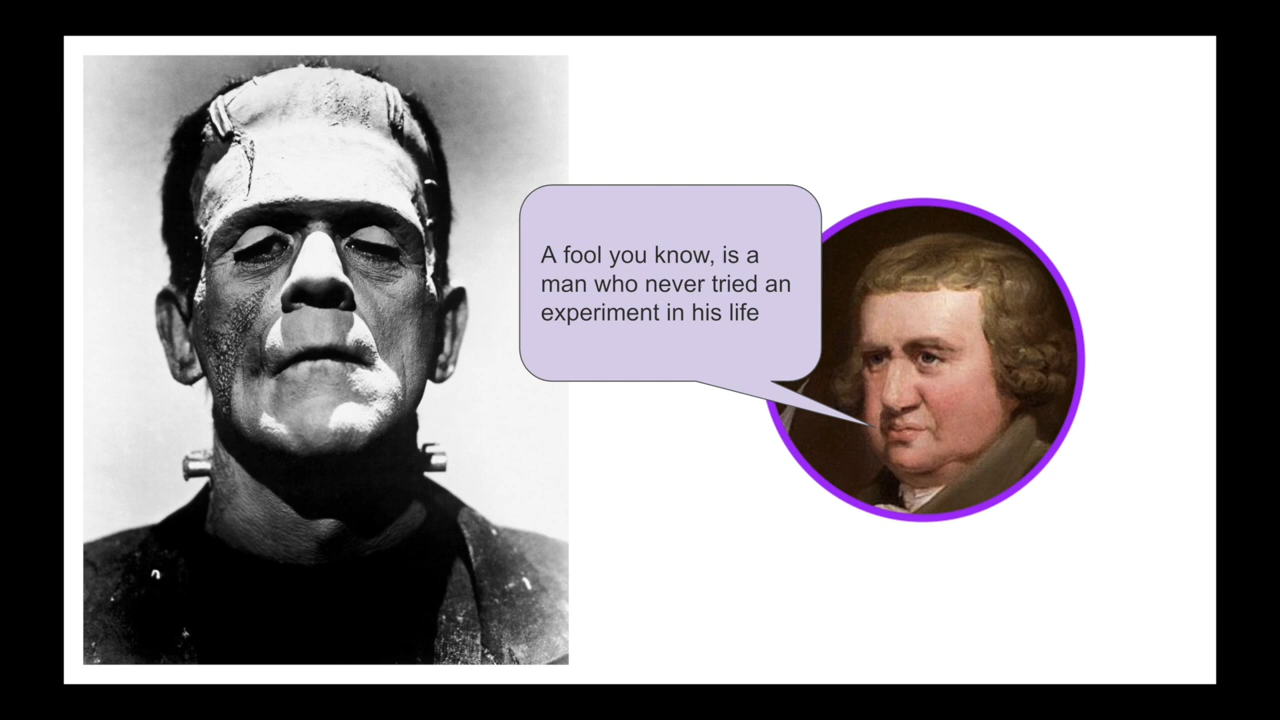 A fool you know, is a
man who never tried an
experiment in his life